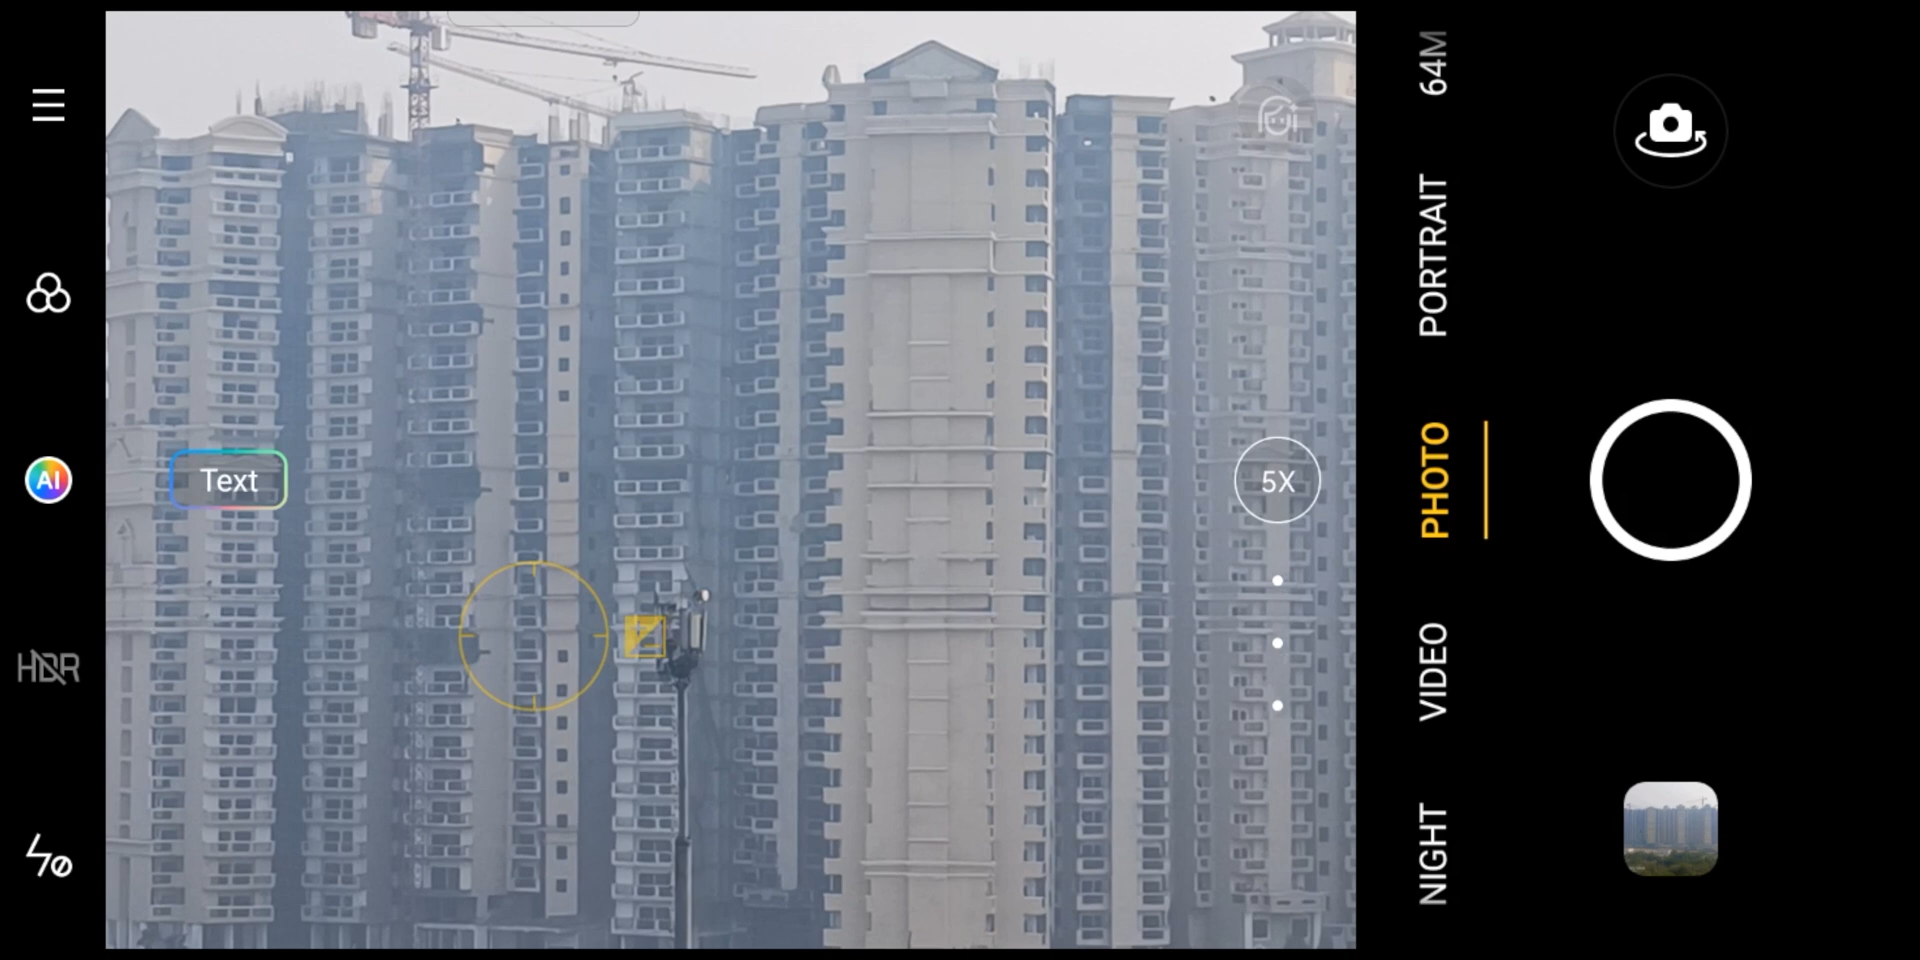 AI
HDR
Text
5X
64M
PORTRAIT
PHOTO
VIDEO
NIGHT